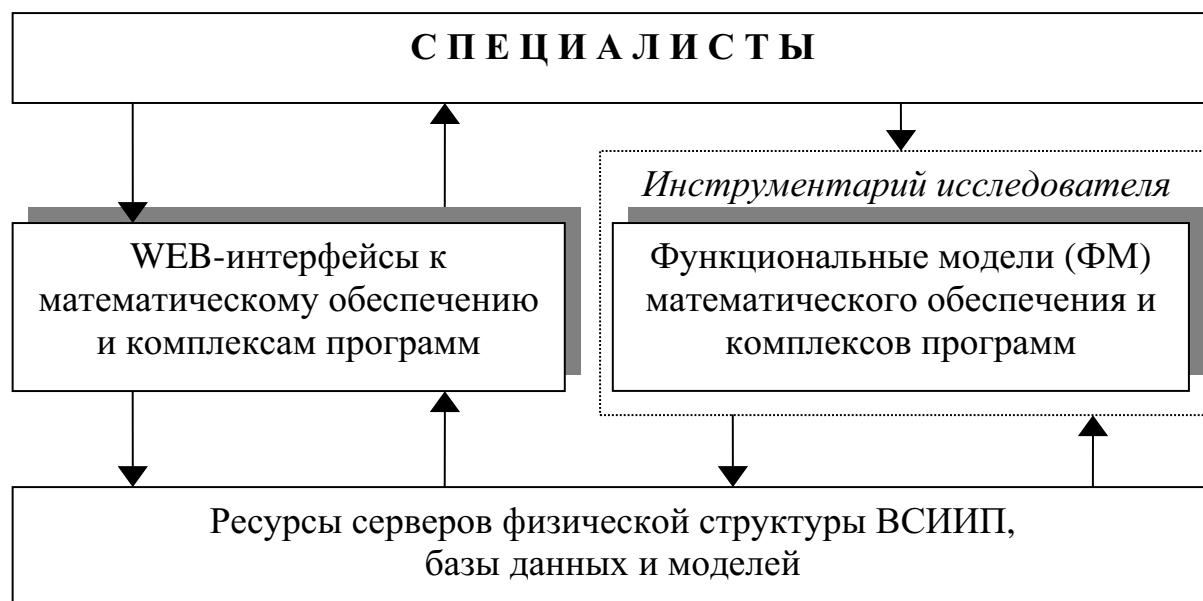 С П Е Ц И А Л И С Т Ы
Инструментарий исследователя
WEB-интерфейсы к
математическому обеспечению
и комплексам программ
Функциональные модели (ФМ)
математического обеспечения и
комплексов программ
Ресурсы серверов физической структуры ВСИИП,
базы данных и моделей